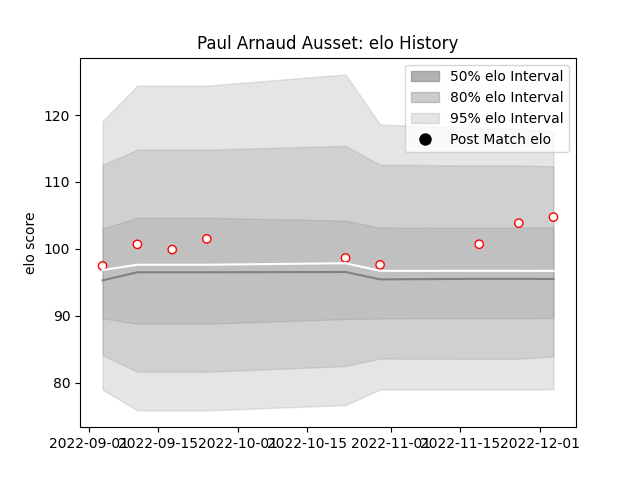 Paul Arnaud Ausset: elo History
50% elo Interval
80% elo Interval
95% elo Interval
Post Match elo
elo score
120
110
100
90
80
2022-09-01 2022-09-15 2022-10-01 2022-10-15 2022-11-01 2022-11-15 2022-12-01